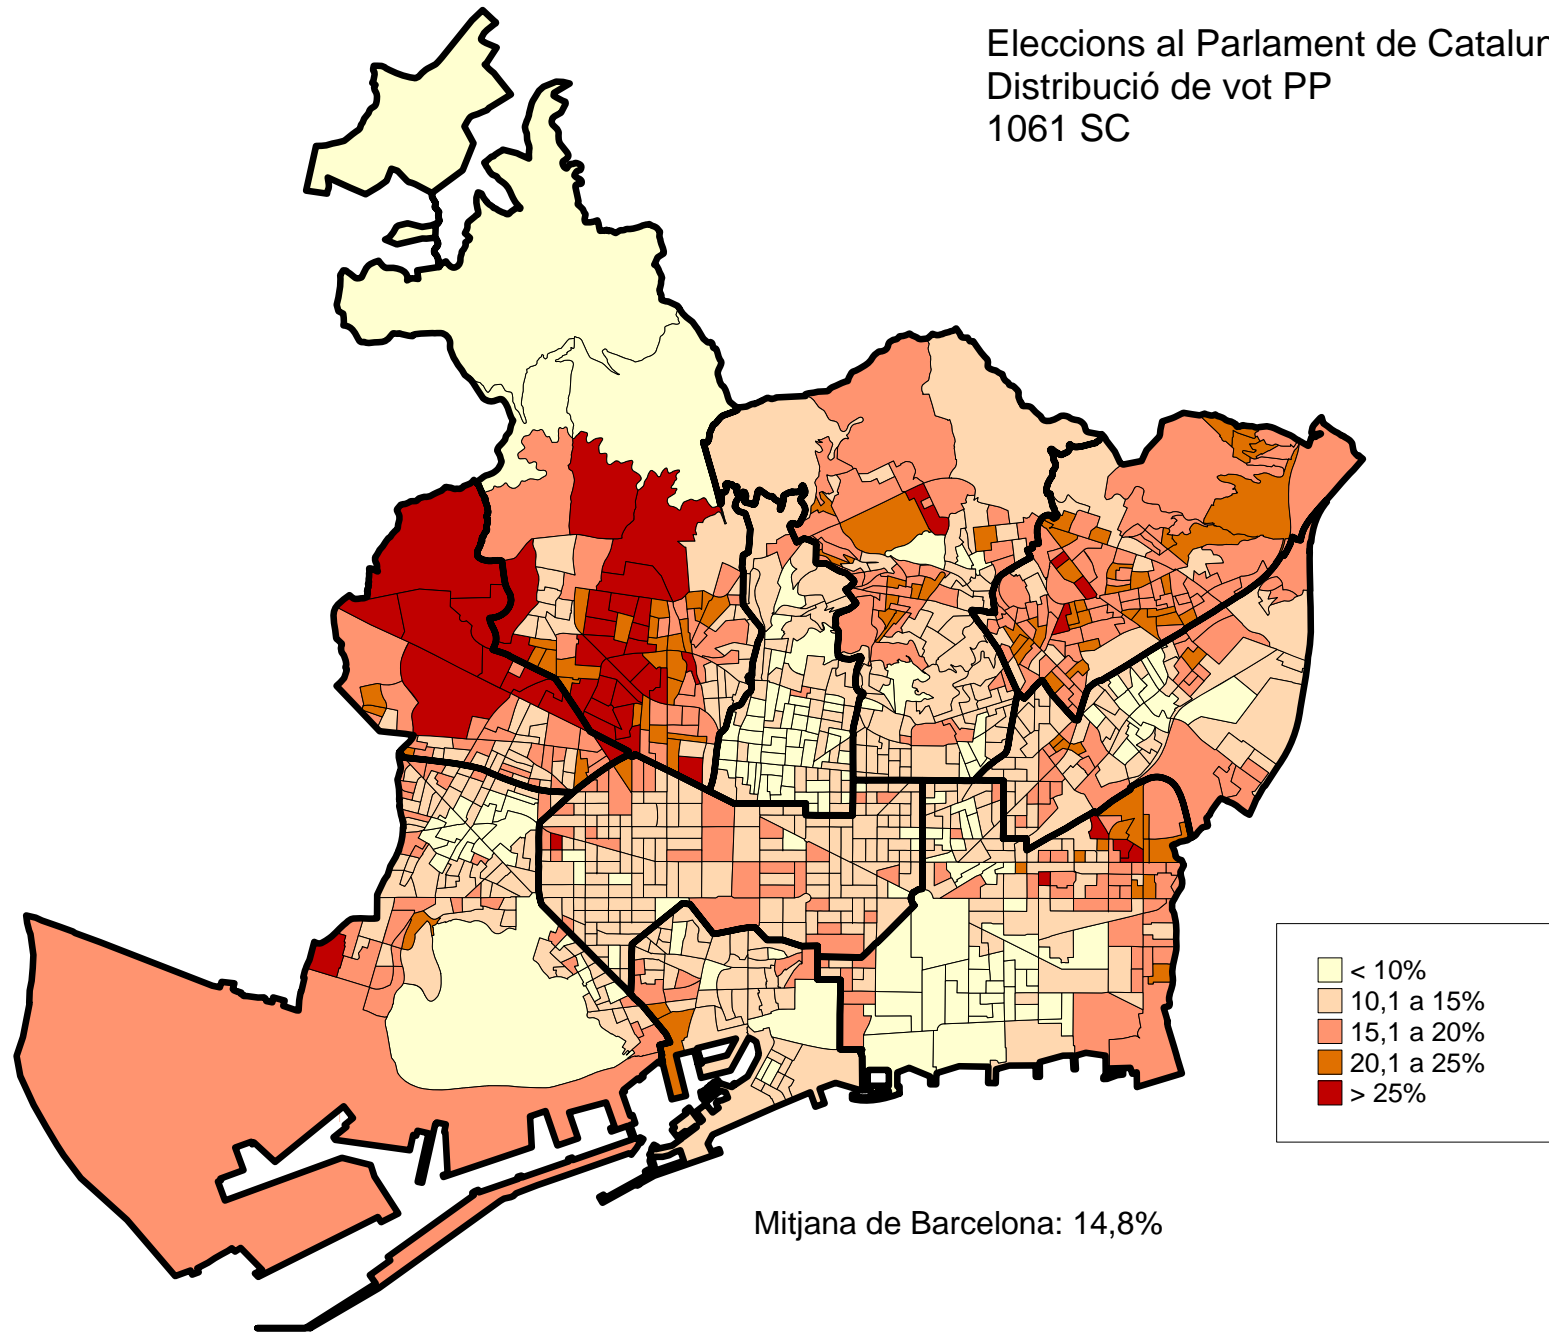 Eleccions al Parlament de Catalun
Distribució de vot PP
1061 SC
< 10%
10,1 a 15%
15,1 a 20%
20,1 a 25%
> 25%
Mitjana de Barcelona: 14,8%